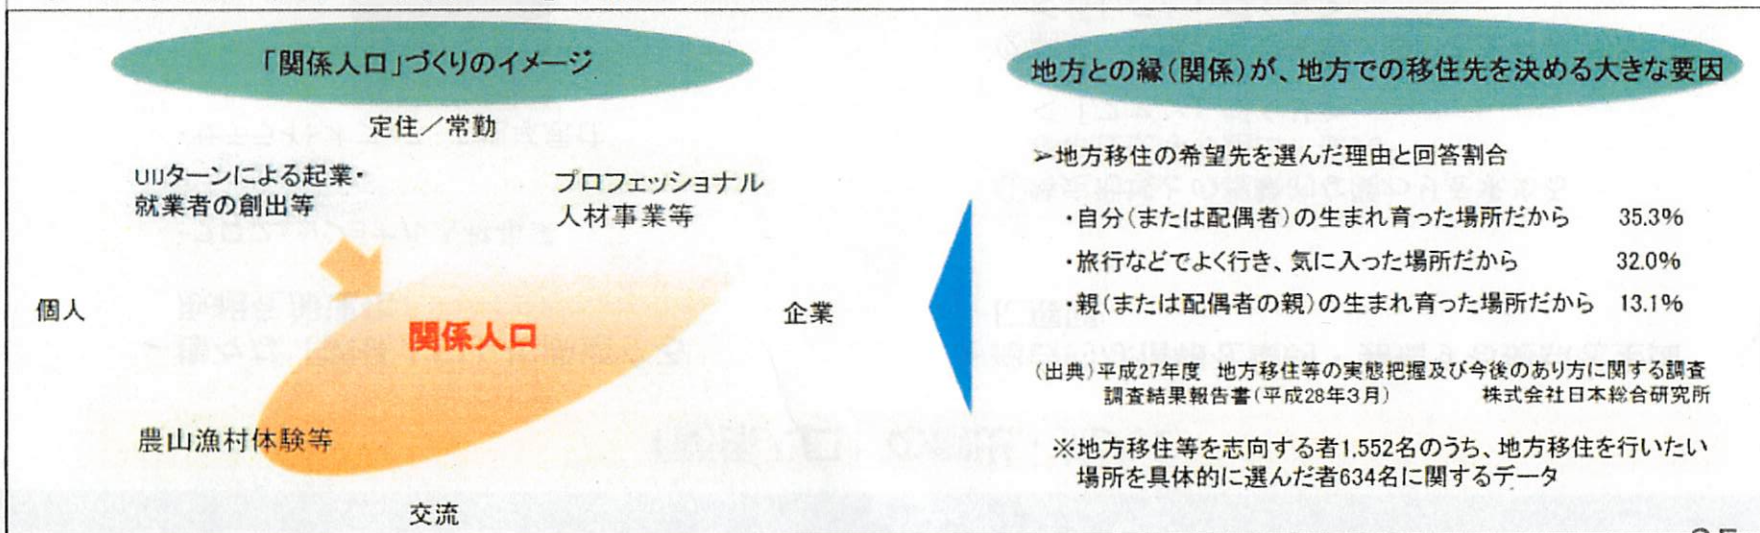 「関係人口」づくりのイメージ
定住／常勤
UIJターンによる起業・
就業者の創出等
プロフェッショナル
人材事業等
個人
関係人口
企業
農山漁村体験等
交流
地方との縁(関係)が、地方での移住先を決める大きな要因
➢地方移住の希望先を選んだ理由と回答割合
・自分(または配偶者)の生まれ育った場所だから 35.3%
・旅行などでよく行き、気に入った場所だから 32.0%
・親(または配偶者の親)の生まれ育った場所だから 13.1%
(出典)平成27年度 地方移住等の実態把握及び今後のあり方に関する調査
調査結果報告書(平成28年3月) 株式会社日本総合研究所
※地方移住等を志向する者1.552名のうち、地方移住を行いたい
場所を具体的に選んだ者634名に関するデータ